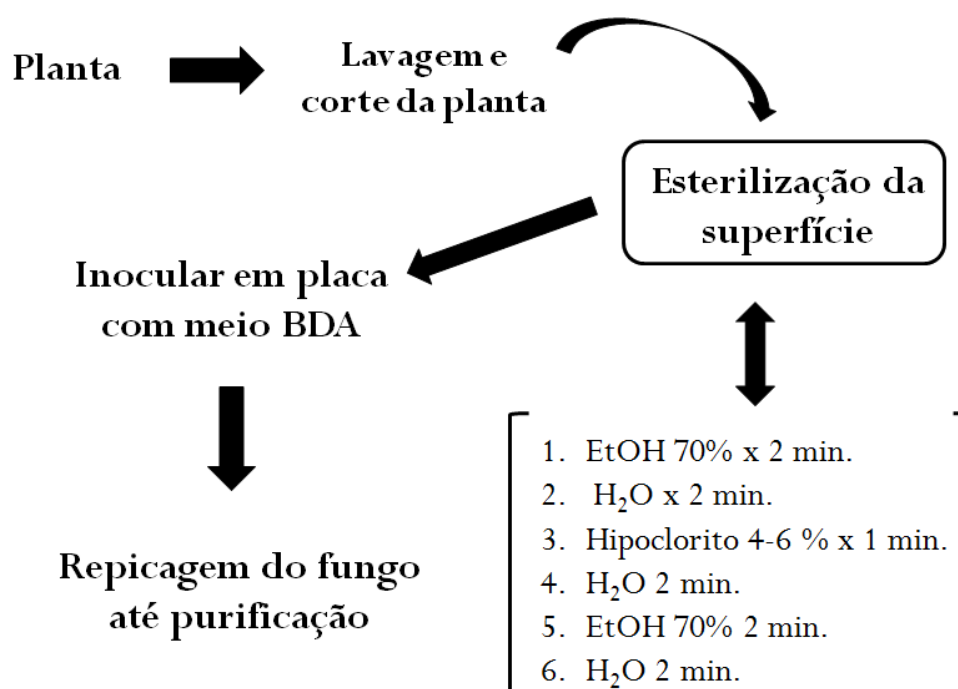 Planta
Lavagem e
corte da planta
Esterilização da
superfície
Inocular em placa
com meio BDA
Repicagem do fungo
até purificação
1. EtOH 70% x 2 min.
2. H₂O x 2 min.
3. Hipoclorito 4-6 % x 1 min.
4. H₂O 2 min.
5. EtOH 70% 2 min.
6. H₂O 2 min.